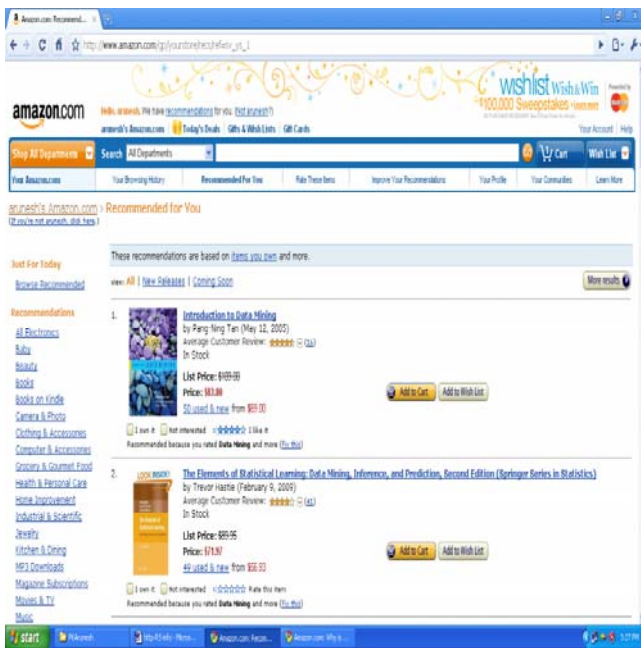 Amazon.com: Recommend...
http://www.amazon.com/gp/yourstore/recs/ref=sv_ys_1
amazon.com
Hello, arunesh. We have recommendations for you. (Not arunesh?)
arunesh's Amazon.com Today's Deals Gifts & Wish Lists Gift Cards
wishlist Wish & Win
$100,000 Sweepstakes
Your Account | Help
Shop All Departments Search All Departments Cart Wish List
Your Amazon.com Your Browsing History Recommended For You Rate These Items Improve Your Recommendations Your Profile Your Communities Learn More
arunesh's Amazon.com > Recommended for You
(If you're not arunesh, click here.)
Just For Today
Browse Recommended
Recommendations
All Electronics
Baby
Beauty
Books
Books on Kindle
Camera & Photo
Clothing & Accessories
Computer & Accessories
Grocery & Gourmet Food
Health & Personal Care
Home Improvement
Industrial & Scientific
Jewelry
Kitchen & Dining
MP3 Downloads
Magazine Subscriptions
Movies & TV
Music
These recommendations are based on items you own and more.
view: All | New Releases | Coming Soon
More results
1. Introduction to Data Mining
by Pang-Ning Tan (May 12, 2005)
Average Customer Review: (16)
In Stock
List Price:
Price: $83.88
50 used & new from $69.00
Add to Cart Add to Wish List
I own it Not interested I like it
Recommended because you rated Data Mining and more (Fix this)
2. LOOK INSIDE!
The Elements of Statistical Learning: Data Mining, Inference, and Prediction, Second Edition (Springer Series in Statistics)
by Trevor Hastie (February 9, 2009)
Average Customer Review: (41)
In Stock
List Price: $89.95
Price: $71.97
49 used & new from $56.93
Add to Cart Add to Wish List
I own it Not interested Rate this item
Recommended because you rated Data Mining and more (Fix this)
start Amazon.com: Recom... Amazon.com: Why is ... 3:27 PM